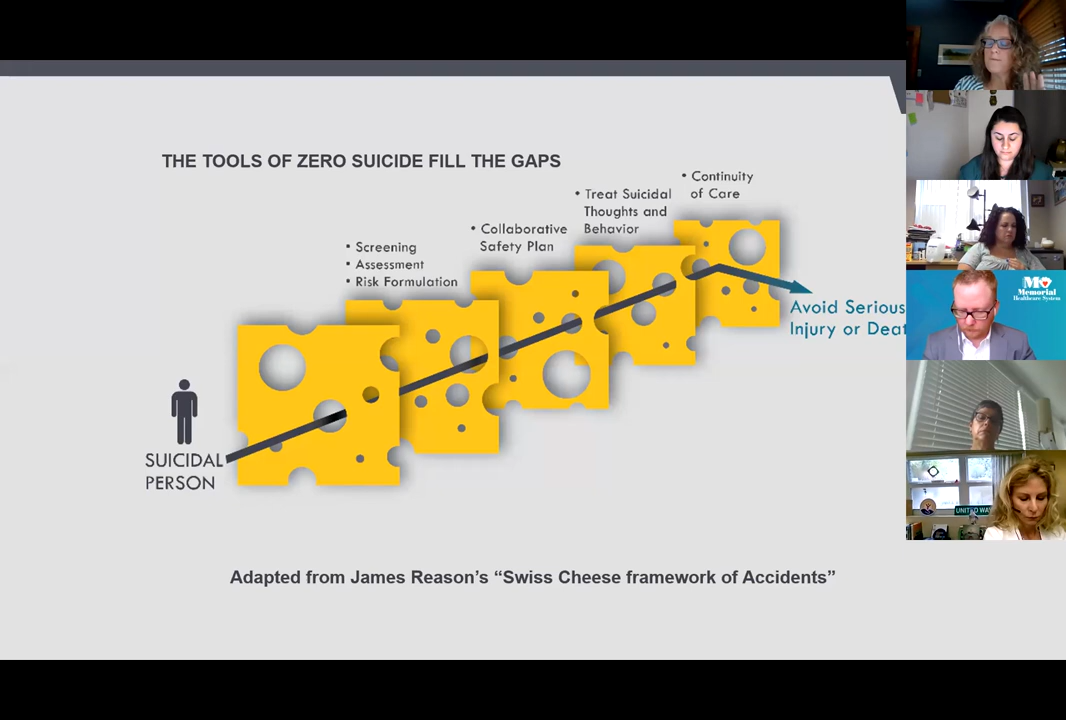 THE TOOLS OF ZERO SUICIDE FILL THE GAPS
• Continuity
of Care
• Treat Suicidal
Thoughts and
Behavior
• Collaborative
Safety Plan
• Screening
• Assessment
• Risk Formulation
Avoid Serious
Injury or Deat
SUICIDAL
PERSON
Adapted from James Reason's “Swiss Cheese framework of Accidents”
Memorial
Healthcare System
UNITED WAY